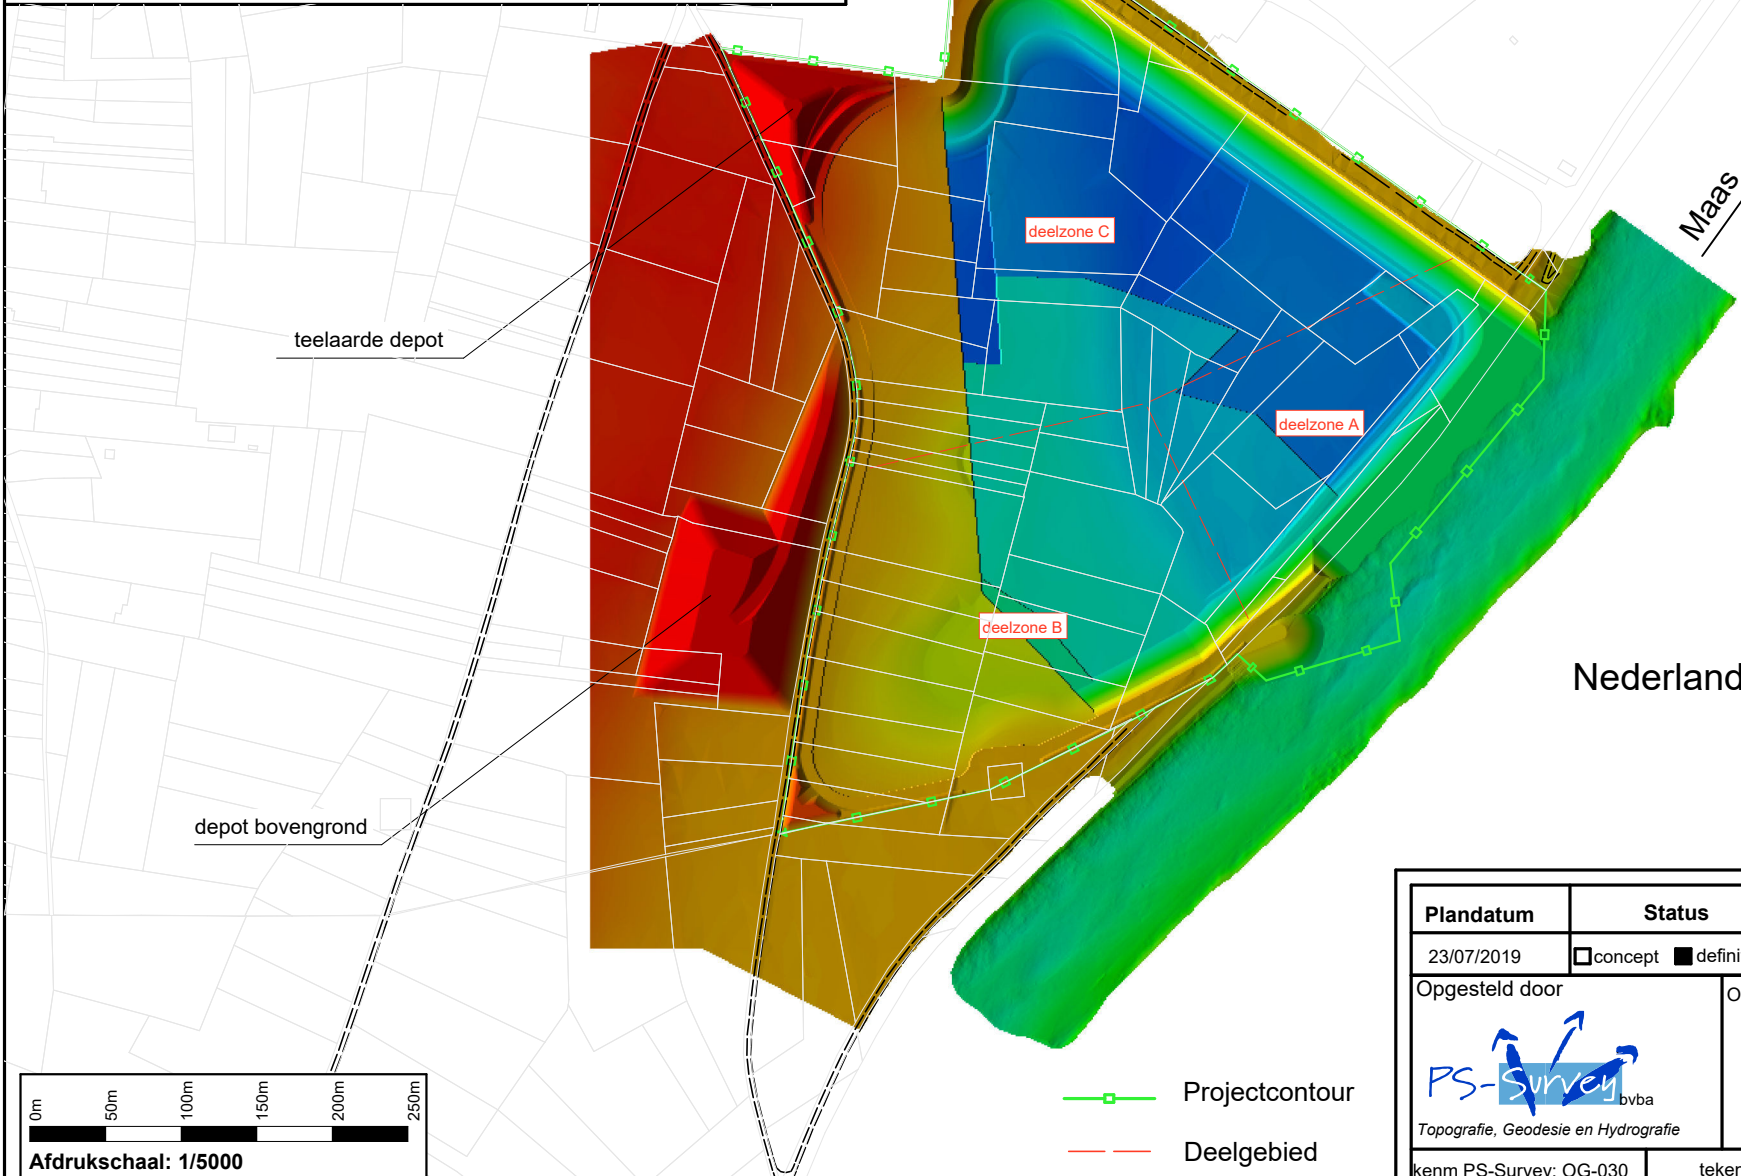 Maas
deelzone C
teelaarde depot
deelzone A
deelzone B
Nederland
depot bovengrond
Plandatum
Status
23/07/2019
concept
Opgesteld door
PS-Survey bvba
Topografie, Geodesie en Hydrografie
kenm PS-Survey: OG-030
0m
50m
100m
150m
200m
250m
Afdrukschaal: 1/5000
Projectcontour
Deelgebied